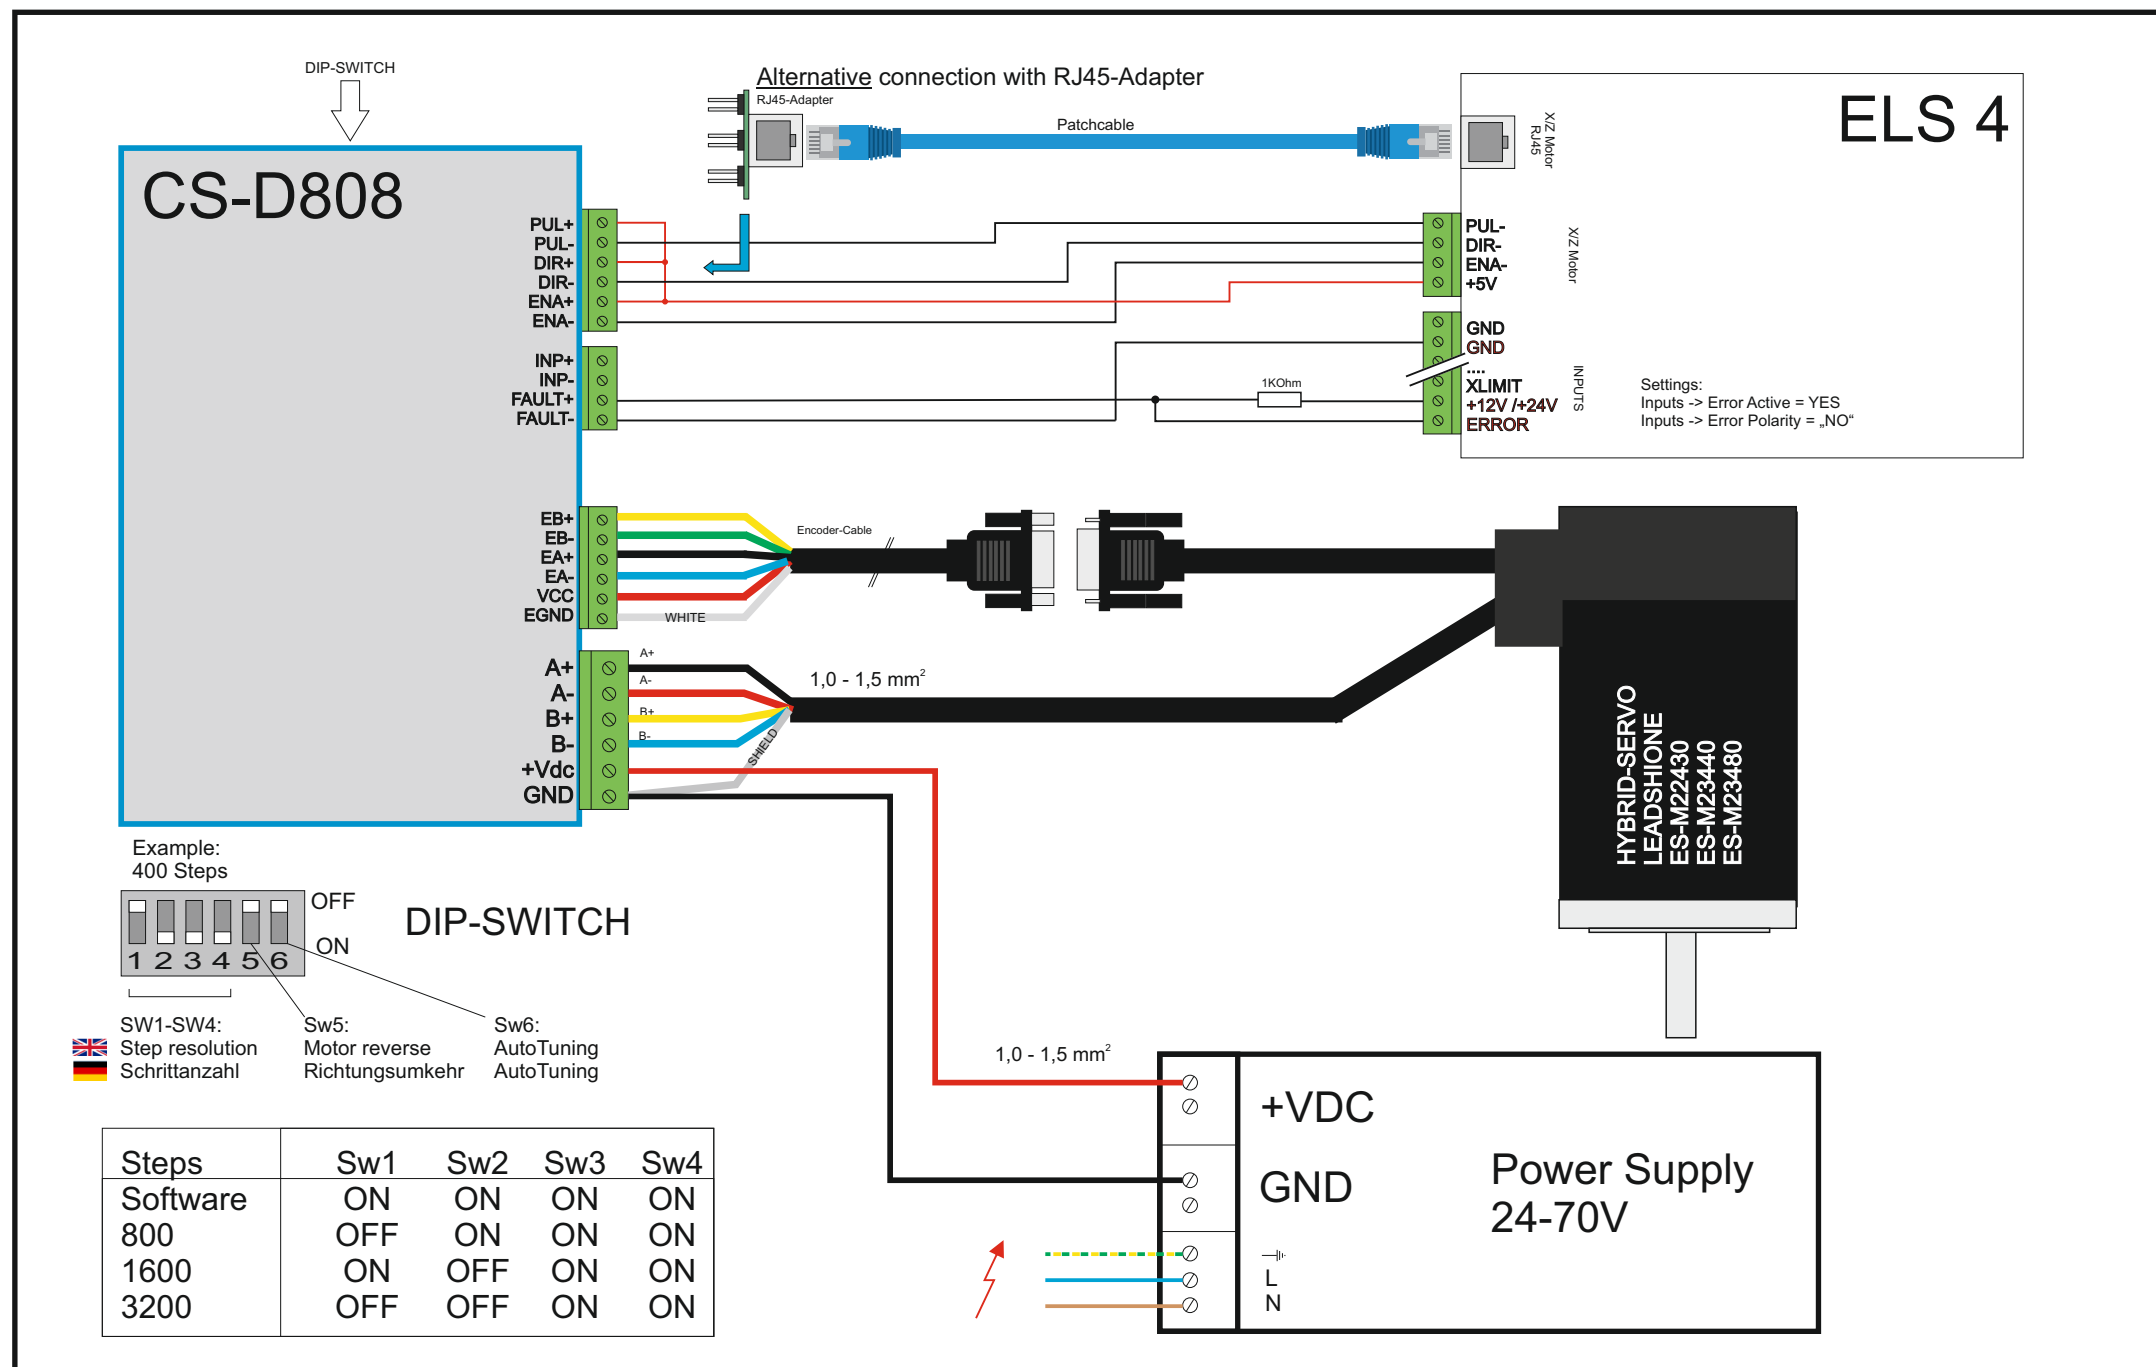 DIP-SWITCH
Alternative connection with RJ45-Adapter
RJ45-Adapter
Patchcable
X/Z Motor
RJ45
ELS 4
CS-D808
PUL+
PUL-
DIR+
DIR-
ENA+
ENA-
INP+
INP-
FAULT+
FAULT-
PUL-
DIR-
ENA-
+5V
X/Z Motor
GND
GND
....
XLIMIT
+12V /+24V
ERROR
INPUTS
1KOhm
Settings:
Inputs -> Error Active = YES
Inputs -> Error Polarity = „NO“
EB+
EB-
EA+
EA-
VCC
EGND
WHITE
Encoder-Cable
A+
A-
B+
B-
+Vdc
GND
A+
A-
B+
B-
SHIELD
1,0 - 1,5 mm²
HYBRID-SERVO
LEADSHIONE
ES-M22430
ES-M23440
ES-M23480
Example:
400 Steps
OFF
ON
1 2 3 4 5 6
DIP-SWITCH
SW1-SW4:
Step resolution
Schrittanzahl
Sw5:
Motor reverse
Richtungsumkehr
Sw6:
AutoTuning
AutoTuning
1,0 - 1,5 mm²
+VDC
GND
L
N
Power Supply
24-70V
Steps Sw1 Sw2 Sw3 Sw4
Software ON ON ON ON
800 OFF ON ON ON
1600 ON OFF ON ON
3200 OFF OFF ON ON